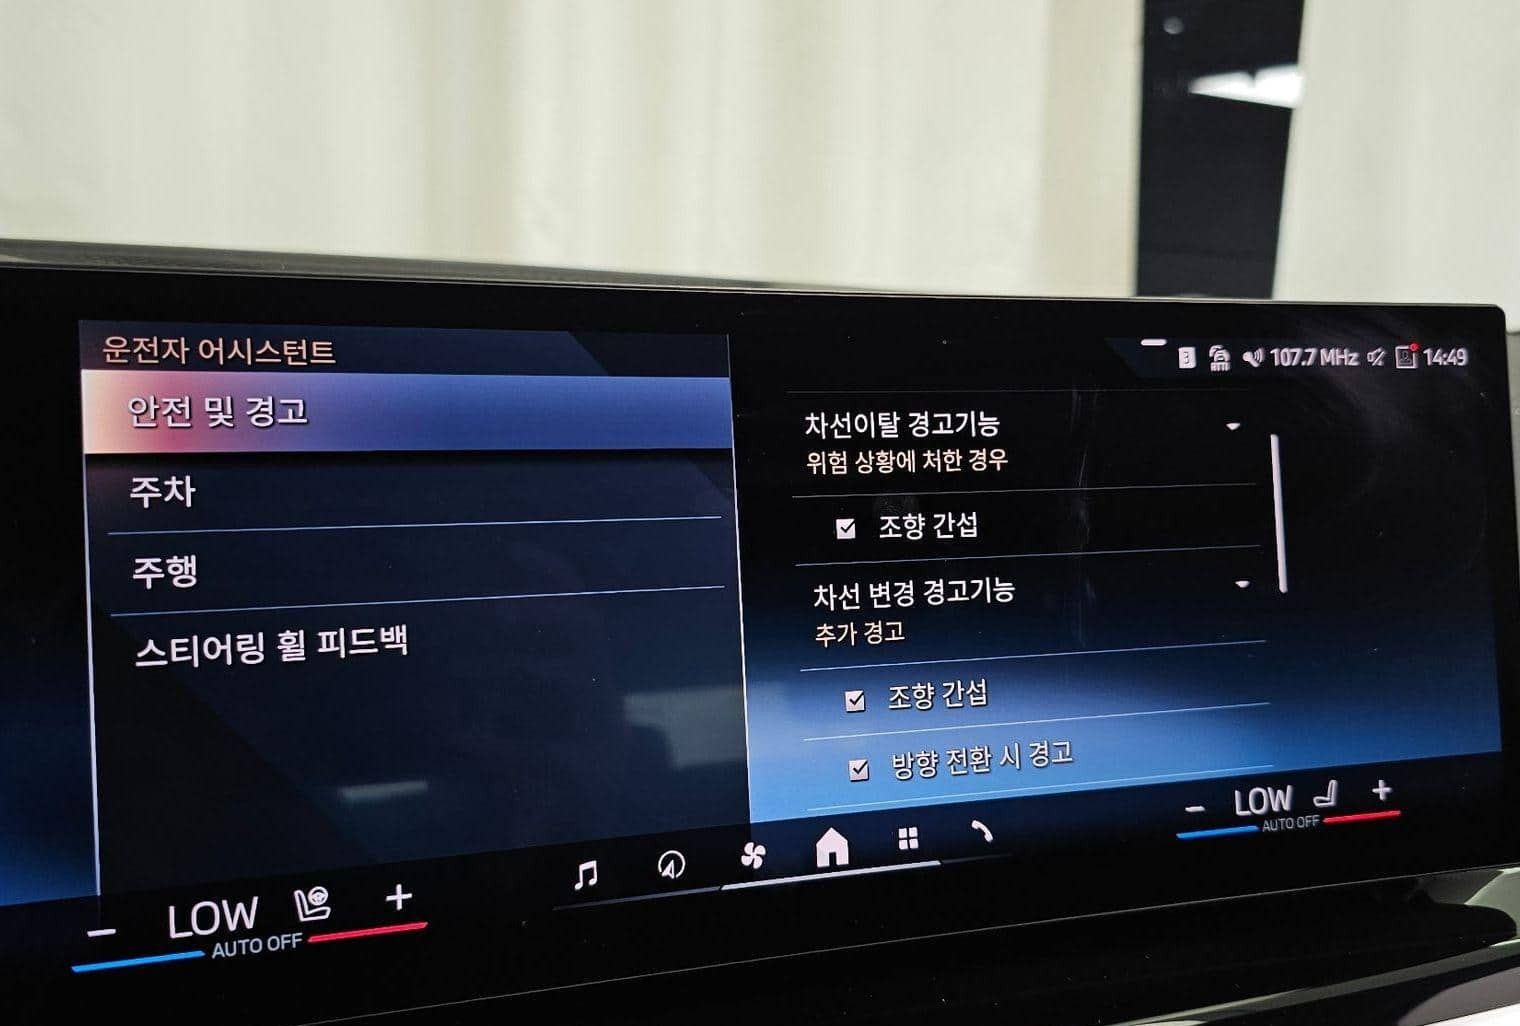 운전자 어시스턴트
안전 및 경고
주차
주행
스티어링 휠 피드백
107.7 MHz 14:49
차선이탈 경고기능
위험 상황에 처한 경우
조향 간섭
차선 변경 경고기능
추가 경고
조향 간섭
방향 전환 시 경고
LOW
AUTO OFF
LOW
AUTO OFF